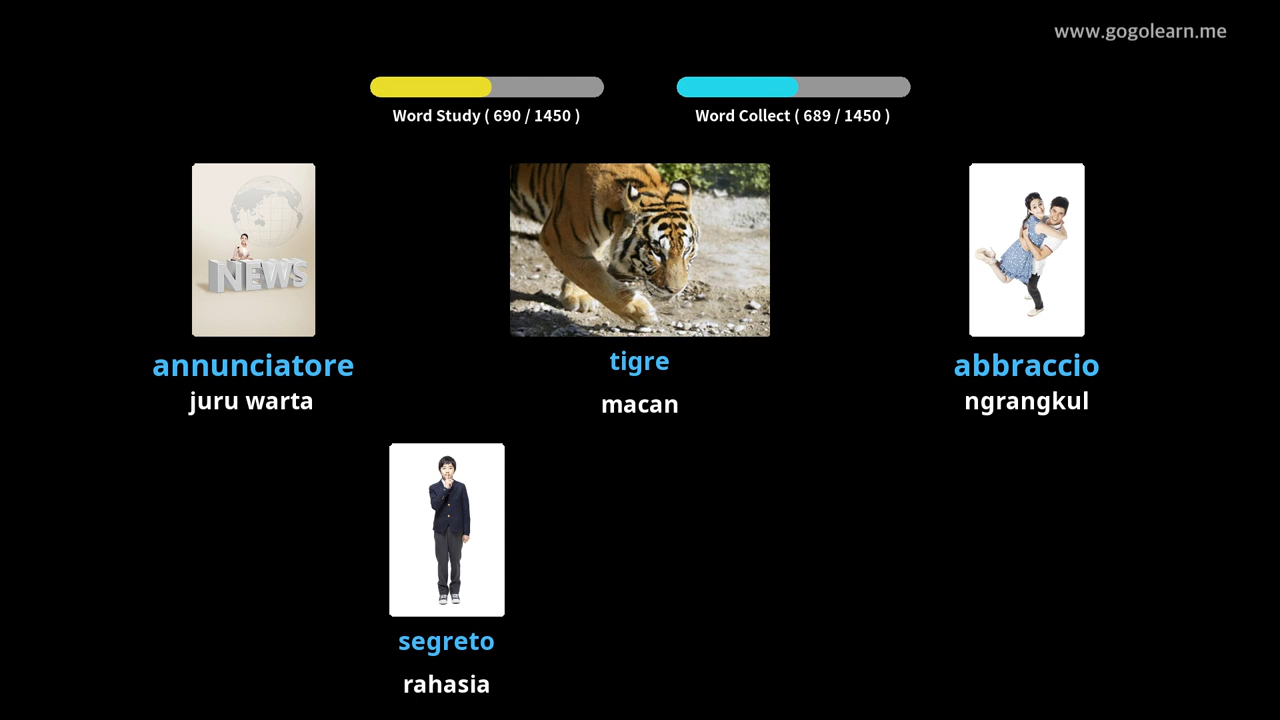 www.gogolearn.me
Word Study ( 690 / 1450 )
Word Collect ( 689 / 1450 )
NEWS
annunciatore
juru warta
tigre
macan
abbraccio
ngrangkul
segreto
rahasia